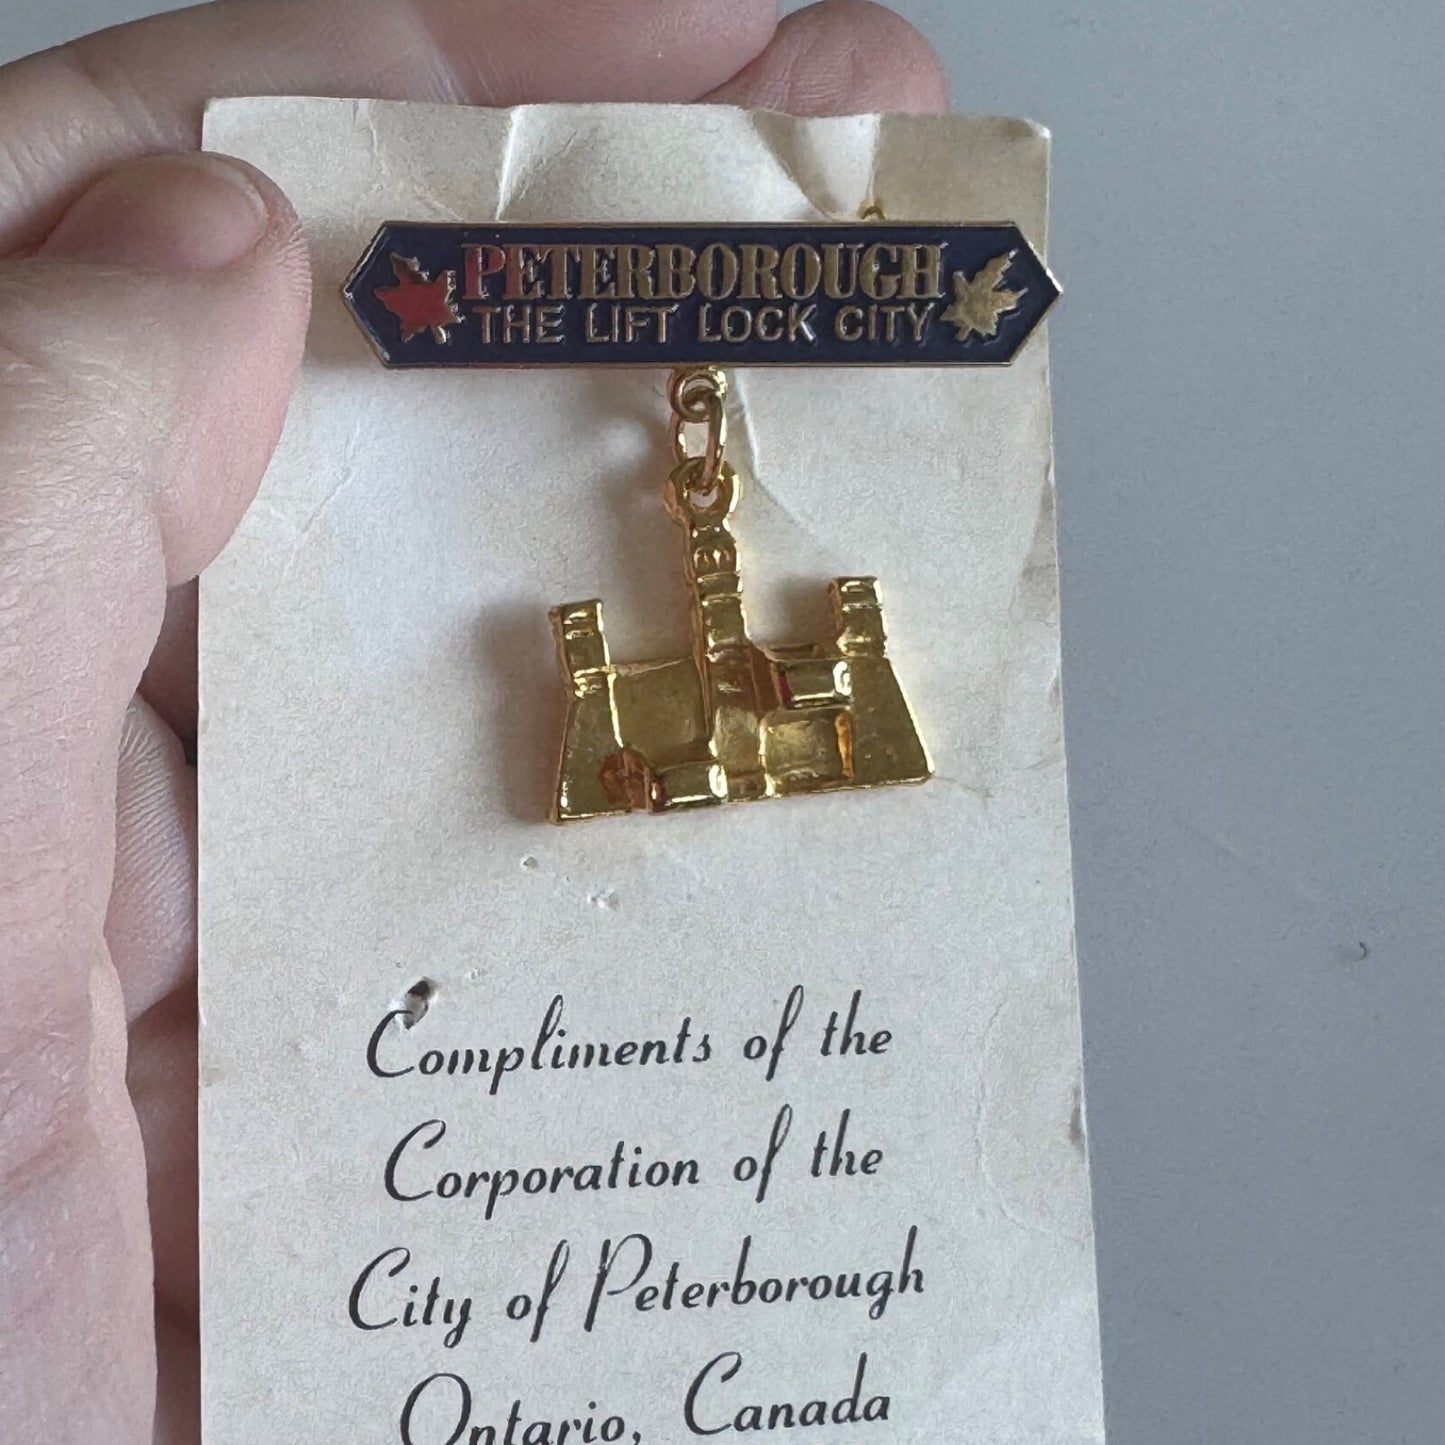 PETERBOROUGH
THE LIFT LOCK CITY
Compliments of the
Corporation of the
City of Peterborough
Ontario, Canada